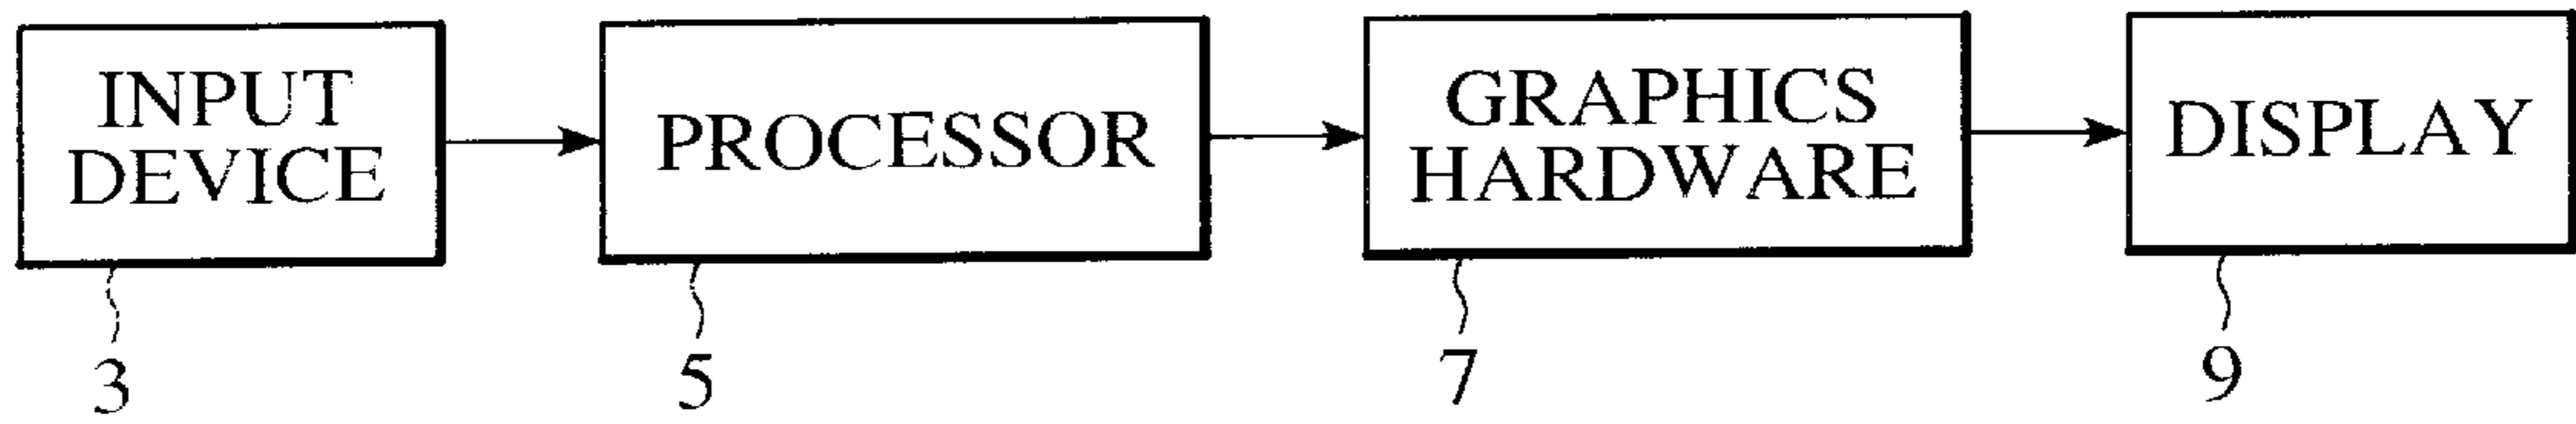 INPUT
DEVICE
PROCESSOR
GRAPHICS
HARDWARE
DISPLAY
3
5
7
9